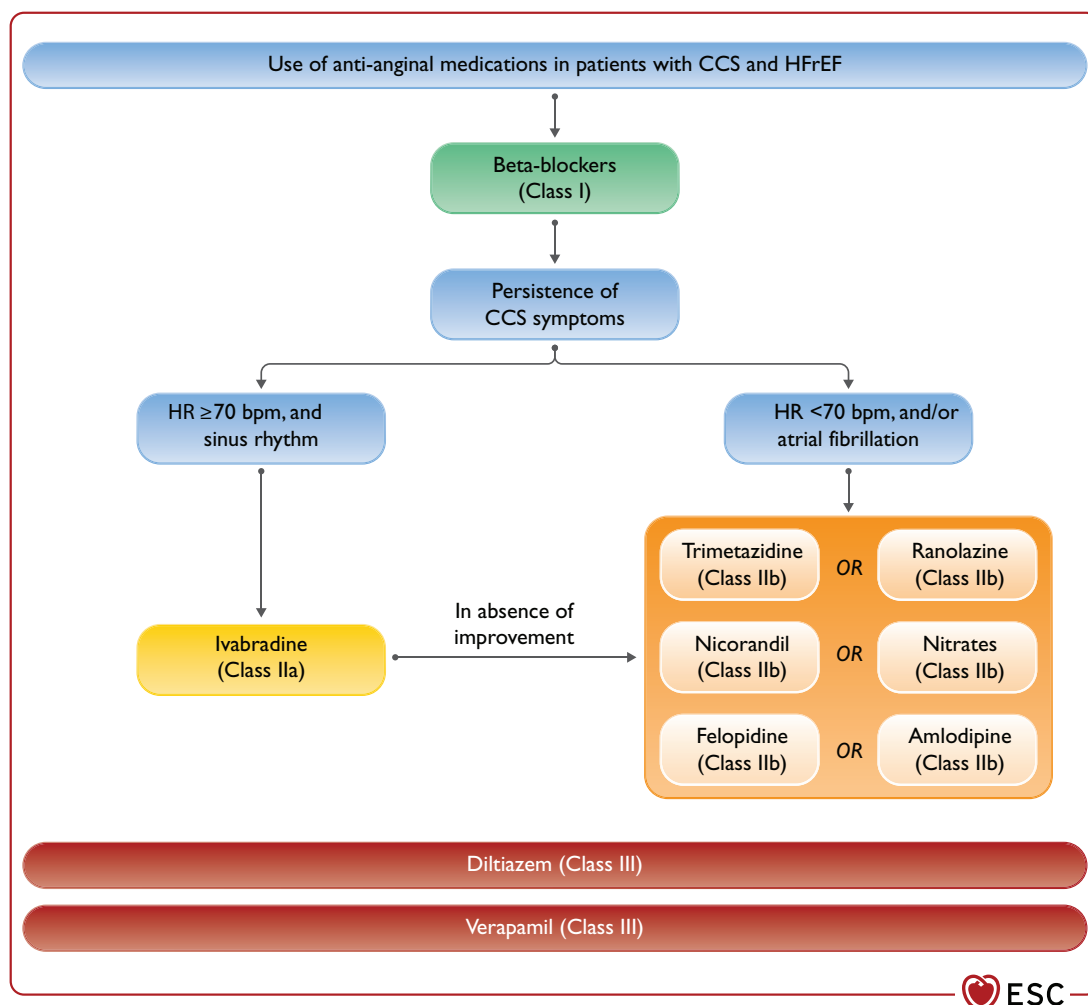 Use of anti-anginal medications in patients with CCS and HFrEF
Beta-blockers
(Class I)
Persistence of
CCS symptoms
HR ≥70 bpm, and
sinus rhythm
HR <70 bpm, and/or
atrial fibrillation
Trimetazidine
(Class IIb)
OR
Ranolazine
(Class IIb)
In absence of
improvement
Ivabradine
(Class IIa)
Nicorandil
(Class IIb)
OR
Nitrates
(Class IIb)
Felopidine
(Class IIb)
OR
Amlodipine
(Class IIb)
Diltiazem (Class III)
Verapamil (Class III)
ESC